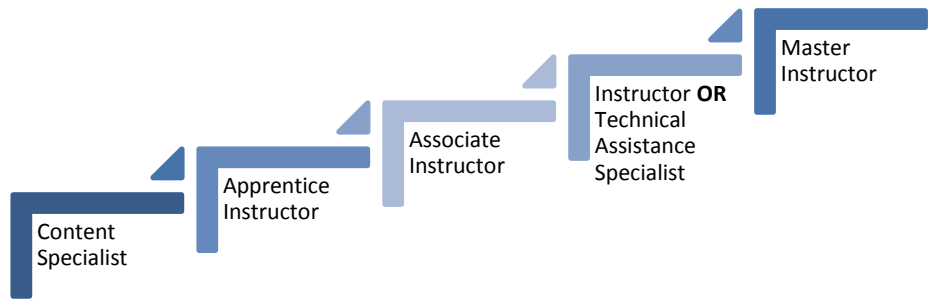 Content
Specialist
Apprentice
Instructor
Associate
Instructor
Instructor OR
Technical
Assistance
Specialist
Master
Instructor